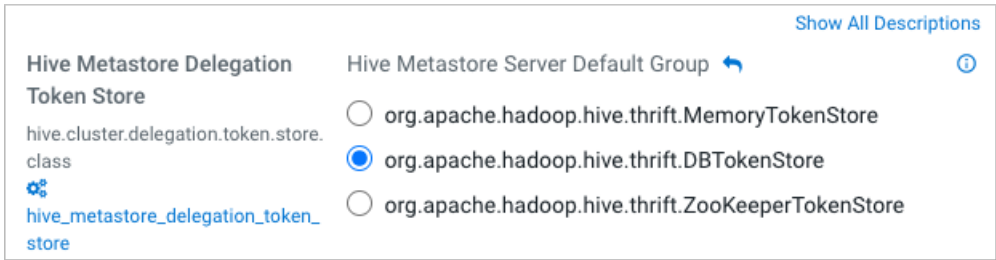 Show All Descriptions
Hive Metastore Delegation
Token Store
hive.cluster.delegation.token.store.
class
hive_metastore_delegation_token_
store
Hive Metastore Server Default Group
org.apache.hadoop.hive.thrift.MemoryTokenStore
org.apache.hadoop.hive.thrift.DBTokenStore
org.apache.hadoop.hive.thrift.ZooKeeperTokenStore